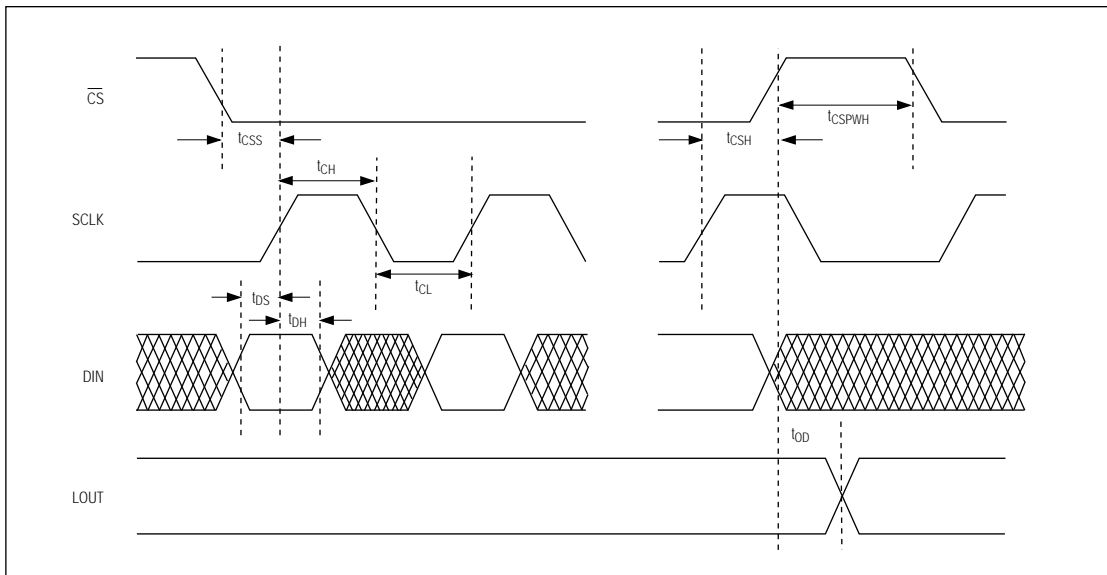 CS
tCSS
tCSH
tCSPWH
tCH
SCLK
tCL
tDS
tDH
DIN
tOD
LOUT